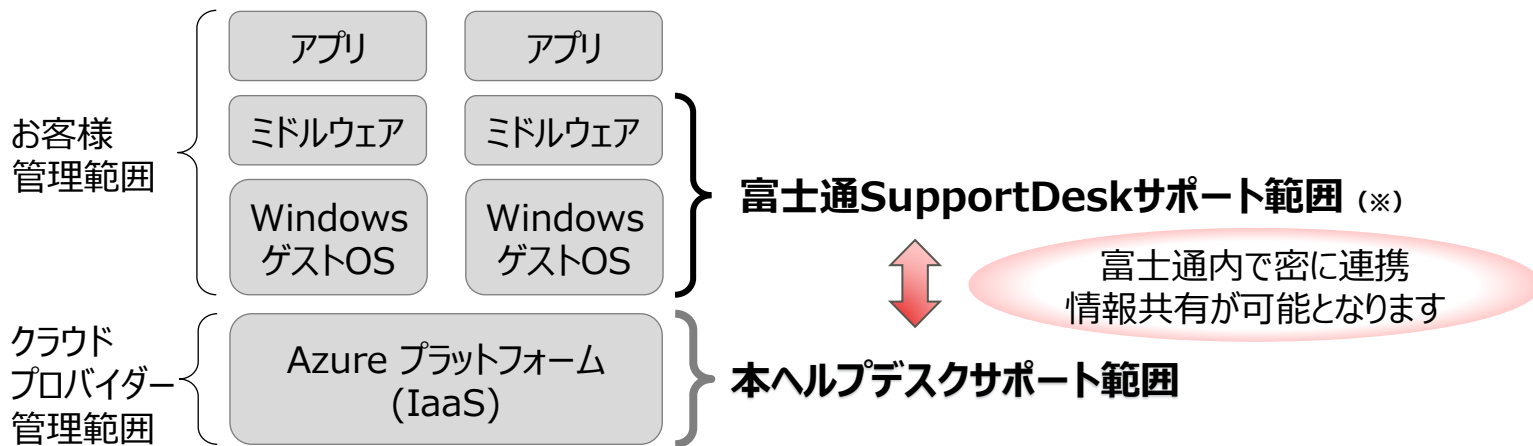 アプリ
アプリ
お客様
管理範囲
ミドルウェア
ミドルウェア
Windows
ゲストOS
Windows
ゲストOS
富士通SupportDeskサポート範囲（※）
富士通内で密に連携
情報共有が可能となります
クラウド
プロバイダー
管理範囲
Azure プラットフォーム
(IaaS)
本ヘルプデスクサポート範囲